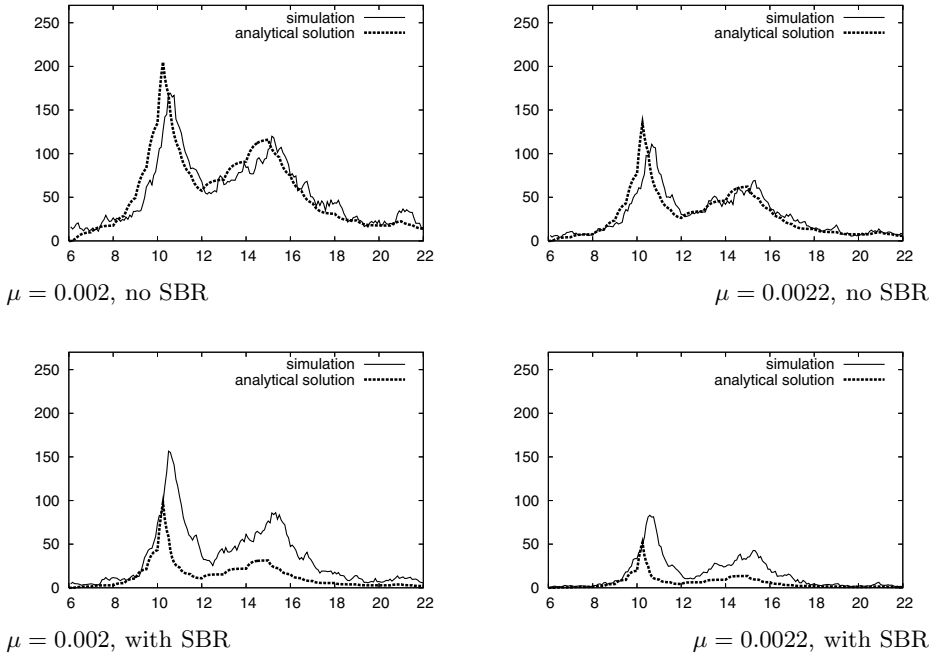 simulation
analytical solution
250
200
150
100
50
0
6 8 10 12 14 16 18 20 22
μ = 0.002, no SBR
simulation
analytical solution
250
200
150
100
50
0
6 8 10 12 14 16 18 20 22
μ = 0.0022, no SBR
simulation
analytical solution
250
200
150
100
50
0
6 8 10 12 14 16 18 20 22
μ = 0.002, with SBR
simulation
analytical solution
250
200
150
100
50
0
6 8 10 12 14 16 18 20 22
μ = 0.0022, with SBR